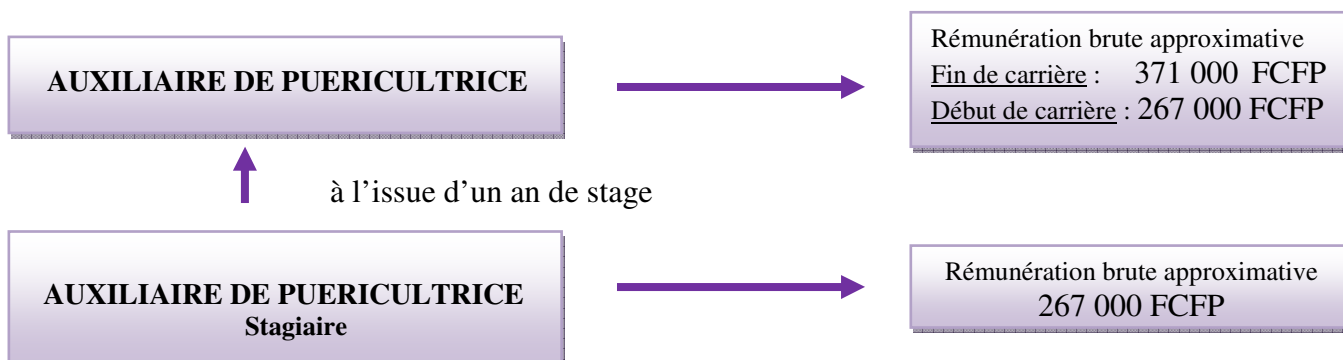 AUXILIAIRE DE PUERICULTRICE
Rémunération brute approximative
Fin de carrière : 371 000 FCFP
Début de carrière : 267 000 FCFP
à l'issue d'un an de stage
AUXILIAIRE DE PUERICULTRICE
Stagiaire
Rémunération brute approximative
267 000 FCFP